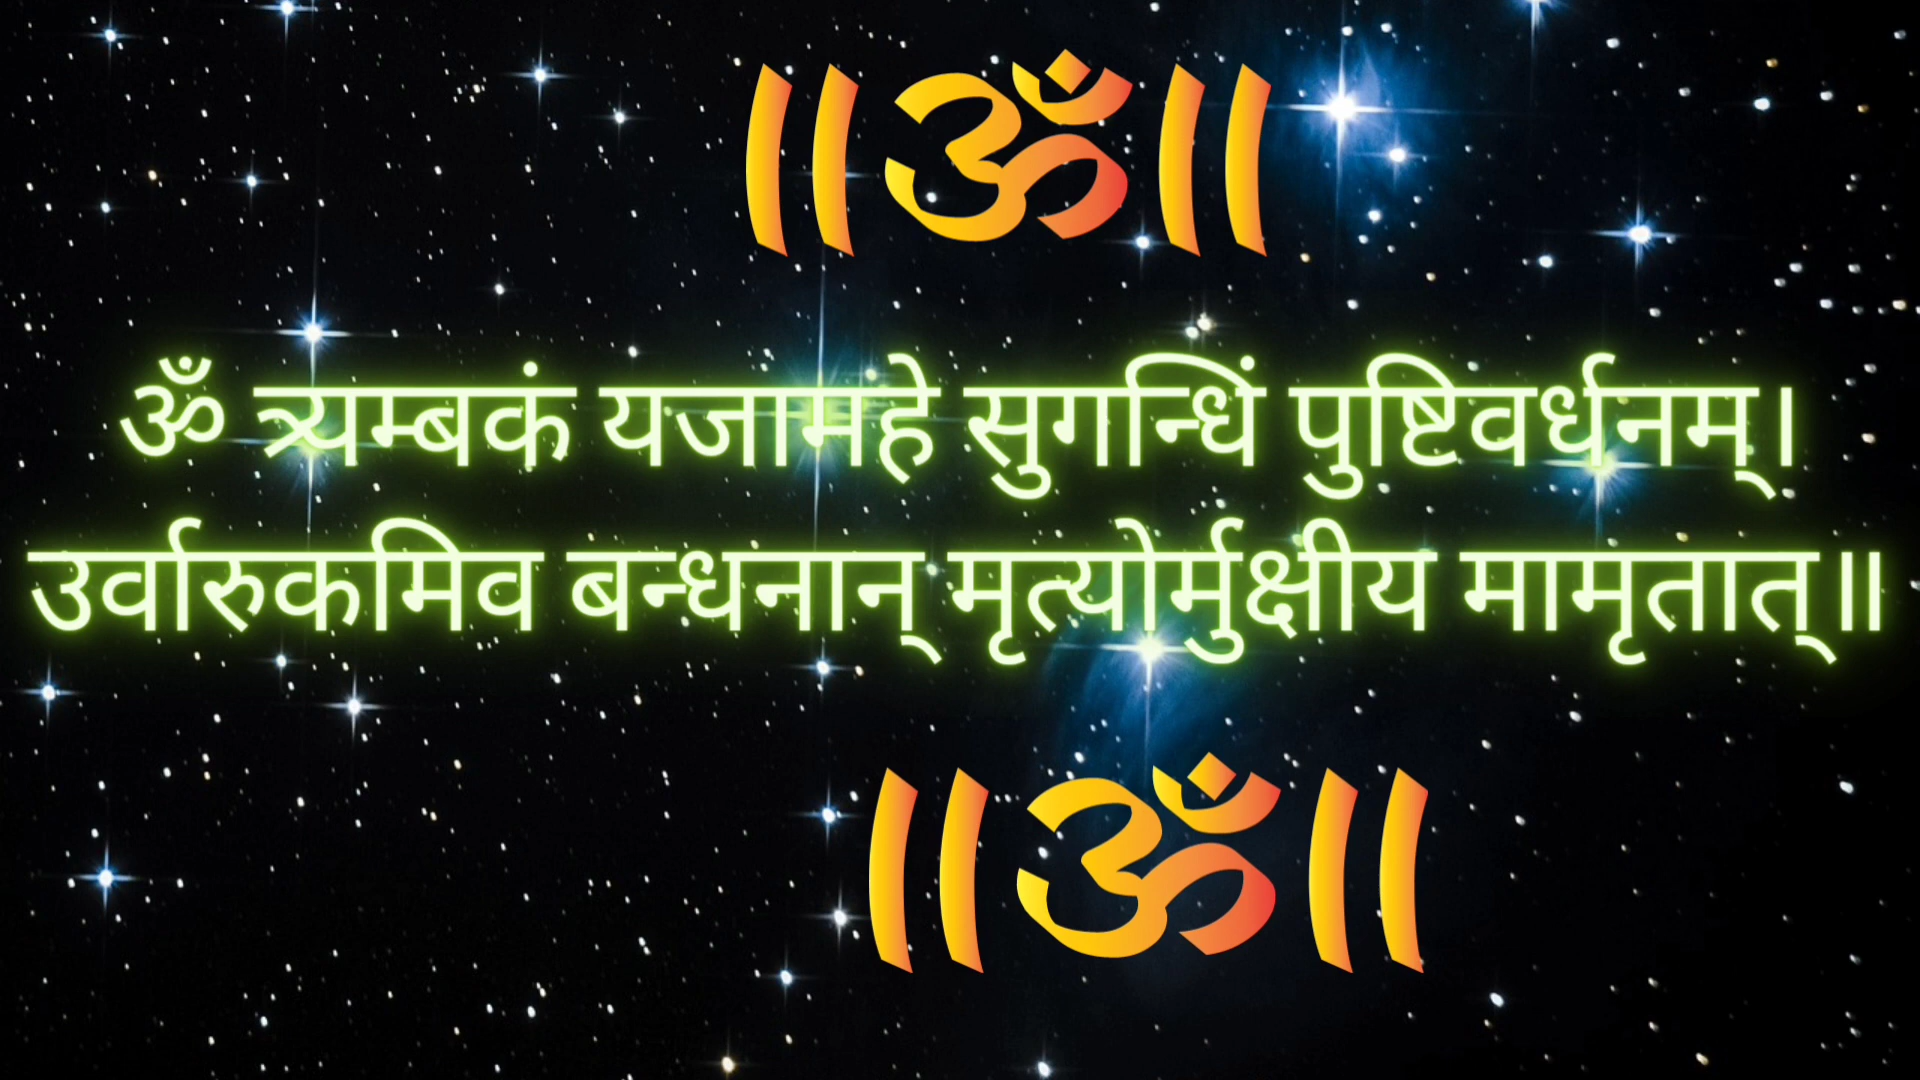 ||ॐ||
ॐ त्र्यम्बकं यजामहे सुगन्धिं पुष्टिवर्धनम्।
उर्वारुकमिव बन्धनान् मृत्योर्मुक्षीय मामृतात्॥
||ॐ||